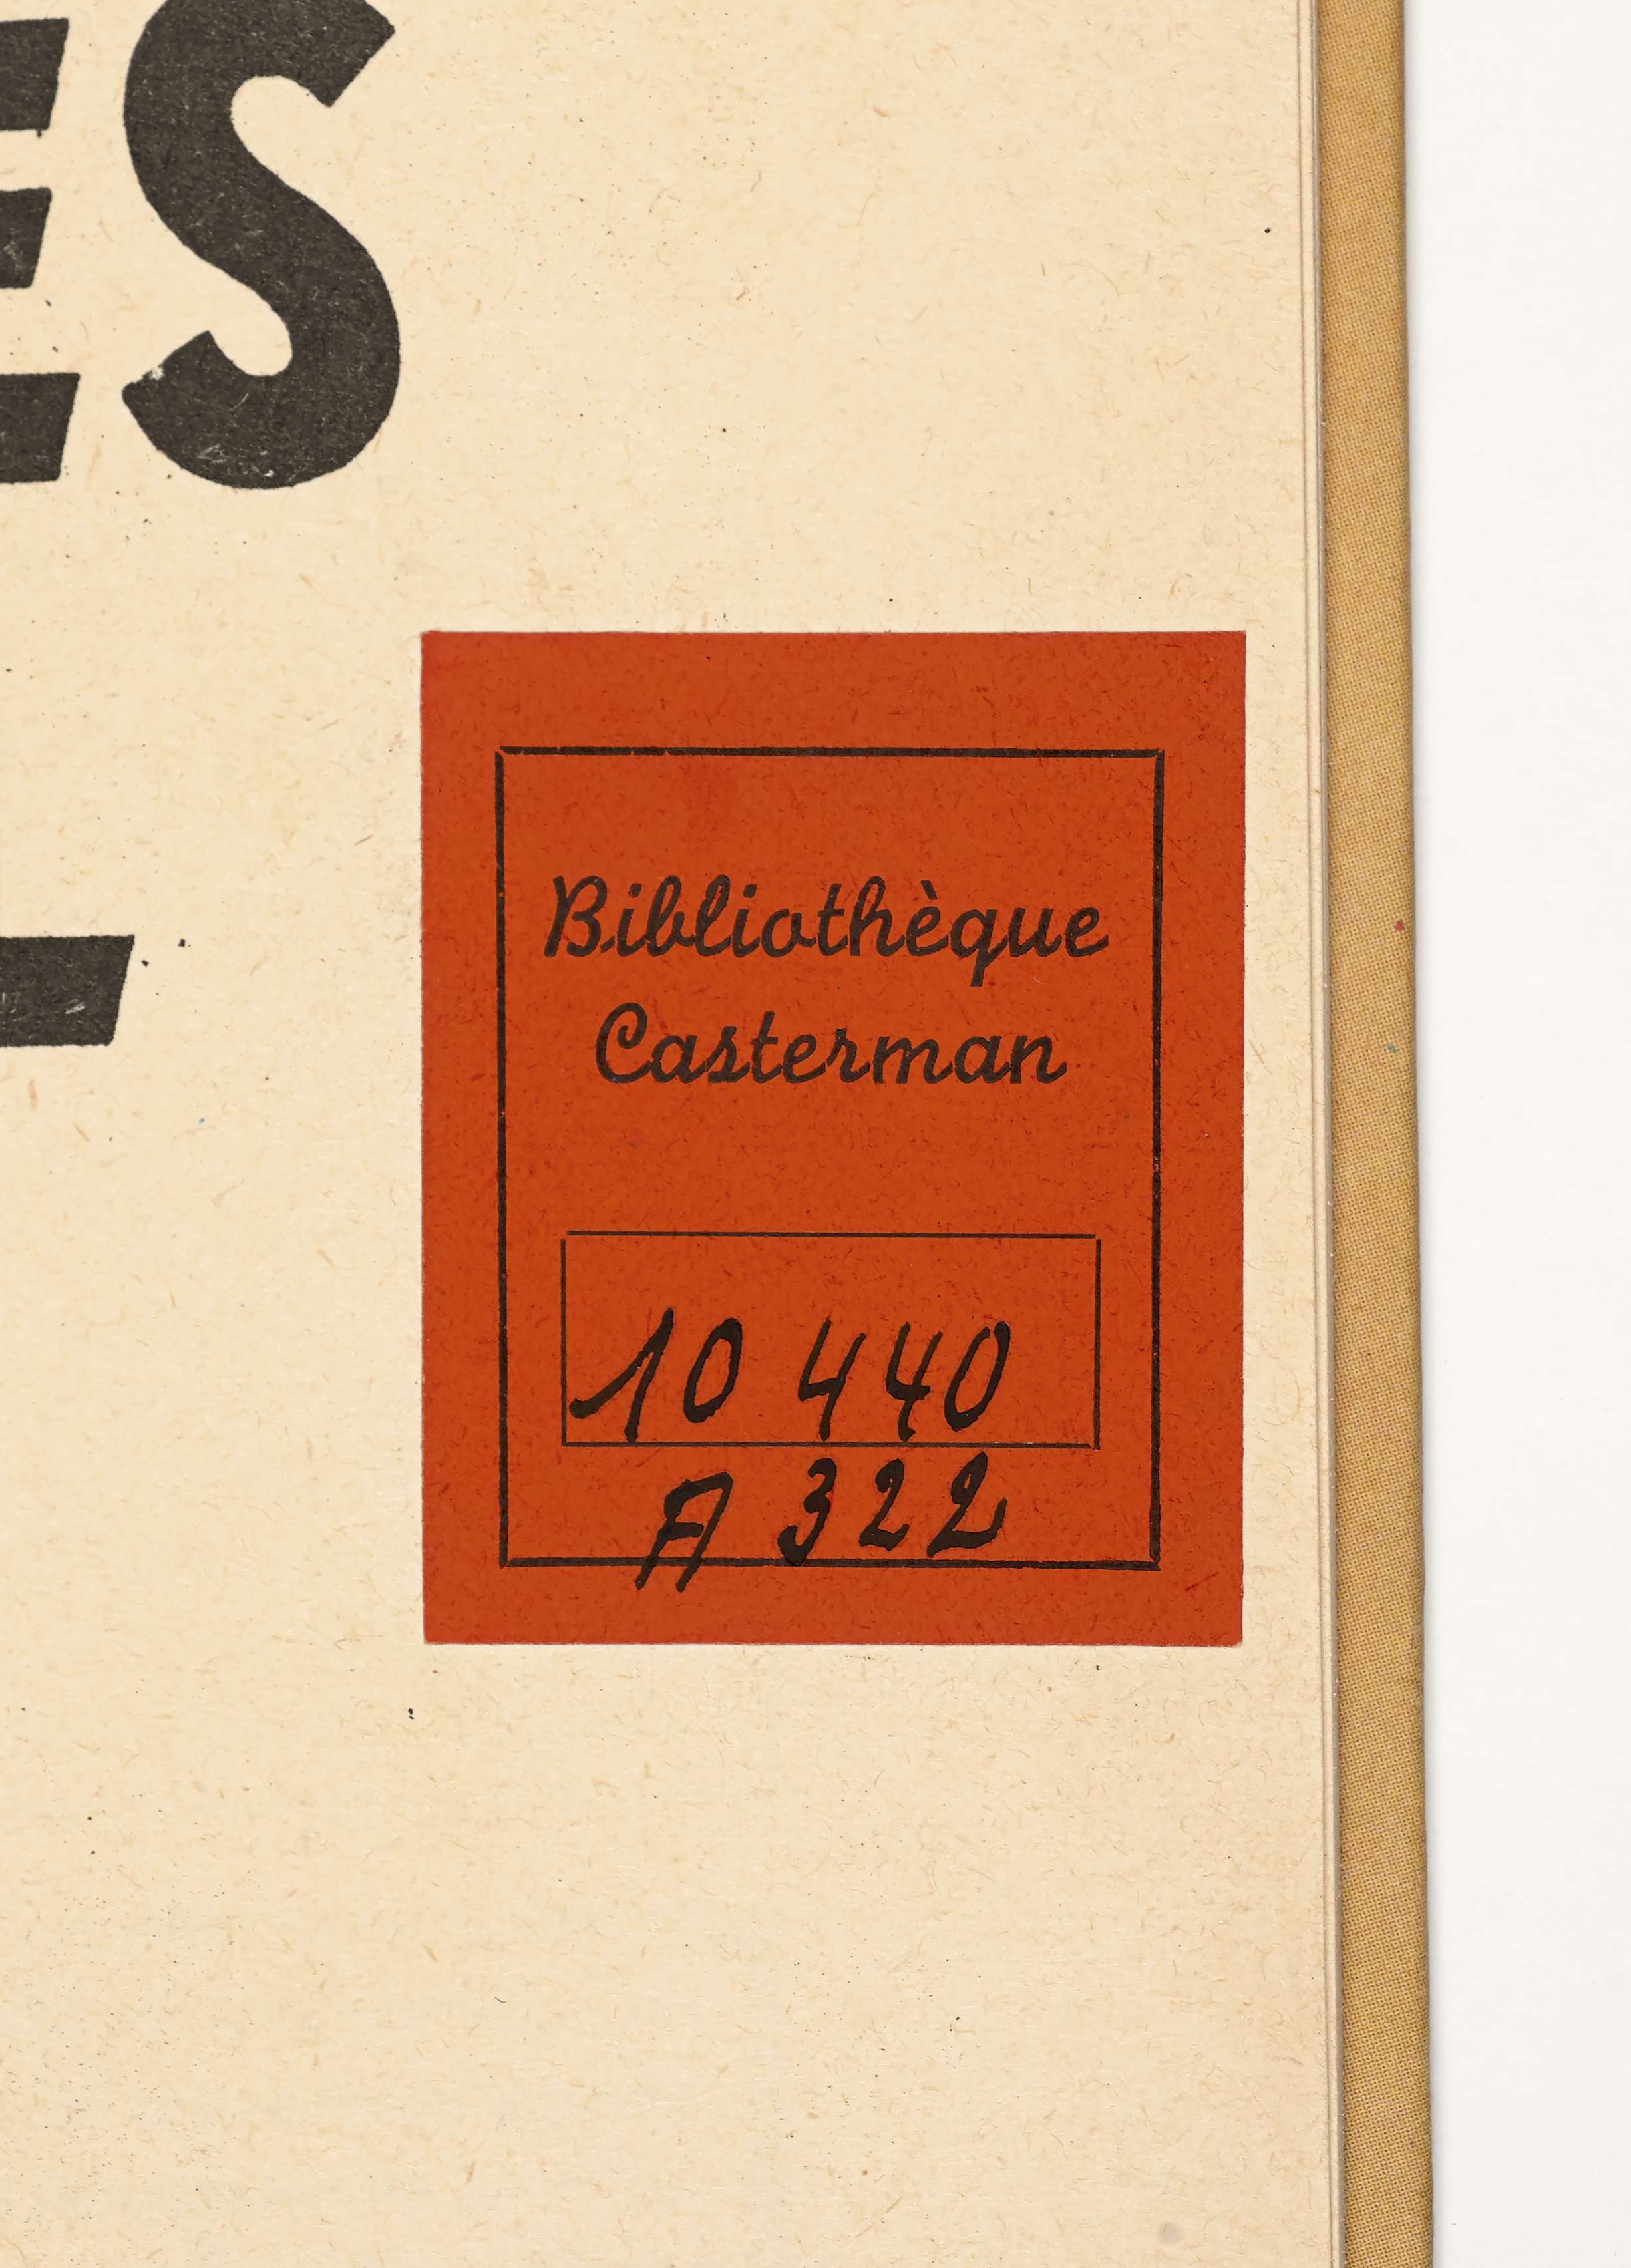 ES
Bibliothèque
Casterman
10 440
A 322